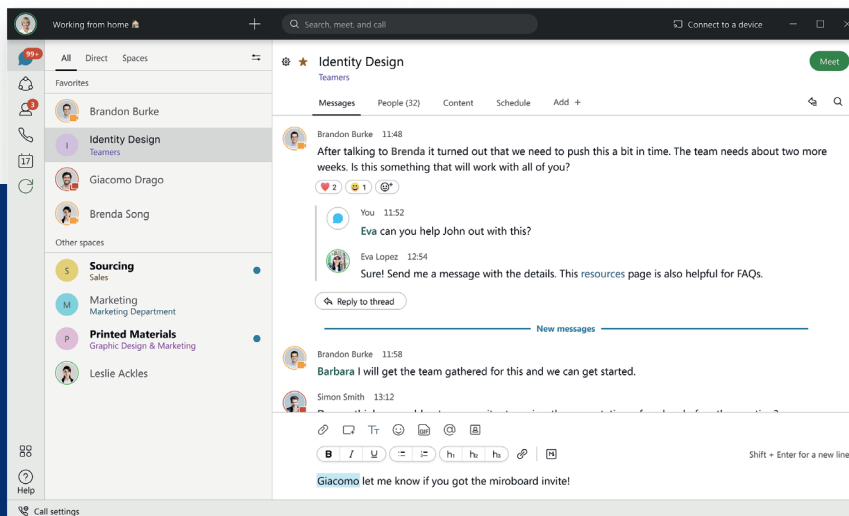 Working from home
Search, meet, and call
Connect to a device
99+
3
17
Help
All Direct Spaces
Favorites
Brandon Burke
I
Identity Design
Teamers
Giacomo Drago
Brenda Song
Other spaces
S
Sourcing
Sales
M
Marketing
Marketing Department
P
Printed Materials
Graphic Design & Marketing
Leslie Ackles
Identity Design
Teamers
Meet
Messages People (32) Content Schedule Add +
Brandon Burke 11:48
After talking to Brenda it turned out that we need to push this a bit in time. The team needs about two more
weeks. Is this something that will work with all of you?
2 1
You 11:52
Eva can you help John out with this?
Eva Lopez 12:54
Sure! Send me a message with the details. This resources page is also helpful for FAQs.
Reply to thread
New messages
Brandon Burke 11:58
Barbara I will get the team gathered for this and we can get started.
Simon Smith 13:12
GIF
B I U h1 h2 h3 M
Shift + Enter for a new line
Giacomo let me know if you got the miroboard invite!
Call settings